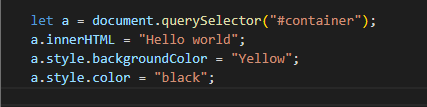 let a = document.querySelector("#container");
a.innerHTML = "Hello world";
a.style.backgroundColor = "Yellow";
a.style.color = "black";